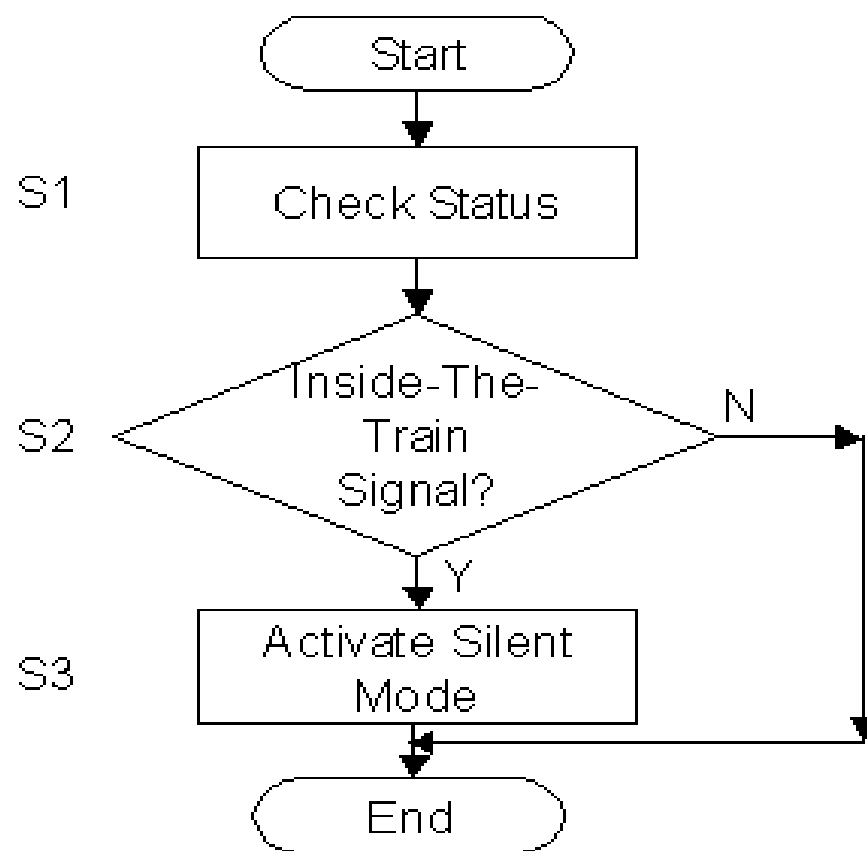 Start
S1
Check Status
S2
Inside-The-
Train
Signal?
N
Y
S3
Activate Silent
Mode
End